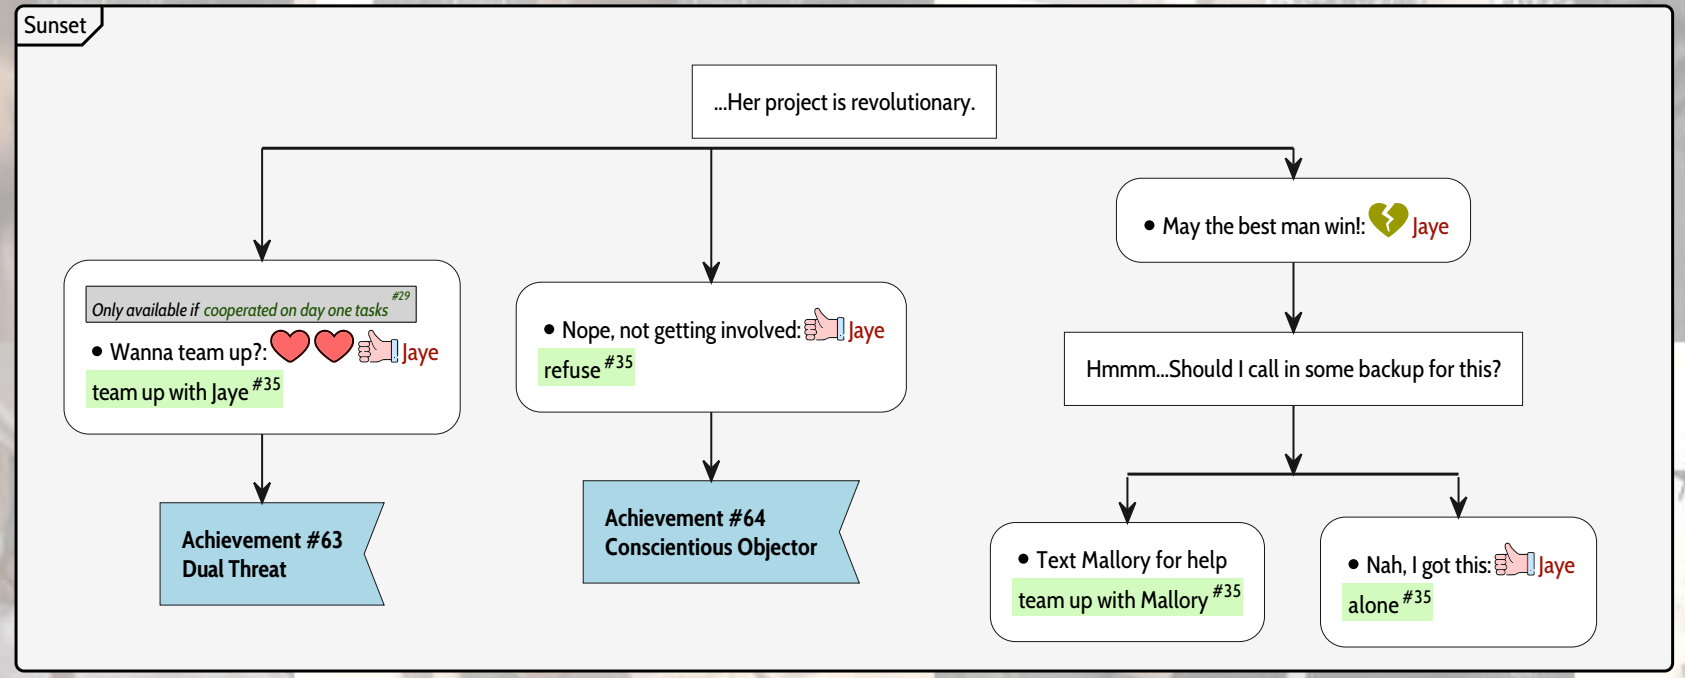 Sunset
...Her project is revolutionary.
Only available if cooperated on day one tasks #29
• Wanna team up?: Jaye
team up with Jaye #35
Achievement #63
Dual Threat
• Nope, not getting involved: Jaye
refuse #35
Achievement #64
Conscientious Objector
• May the best man win!: Jaye
Hmmm...Should I call in some backup for this?
• Text Mallory for help
team up with Mallory #35
• Nah, I got this: Jaye
alone #35